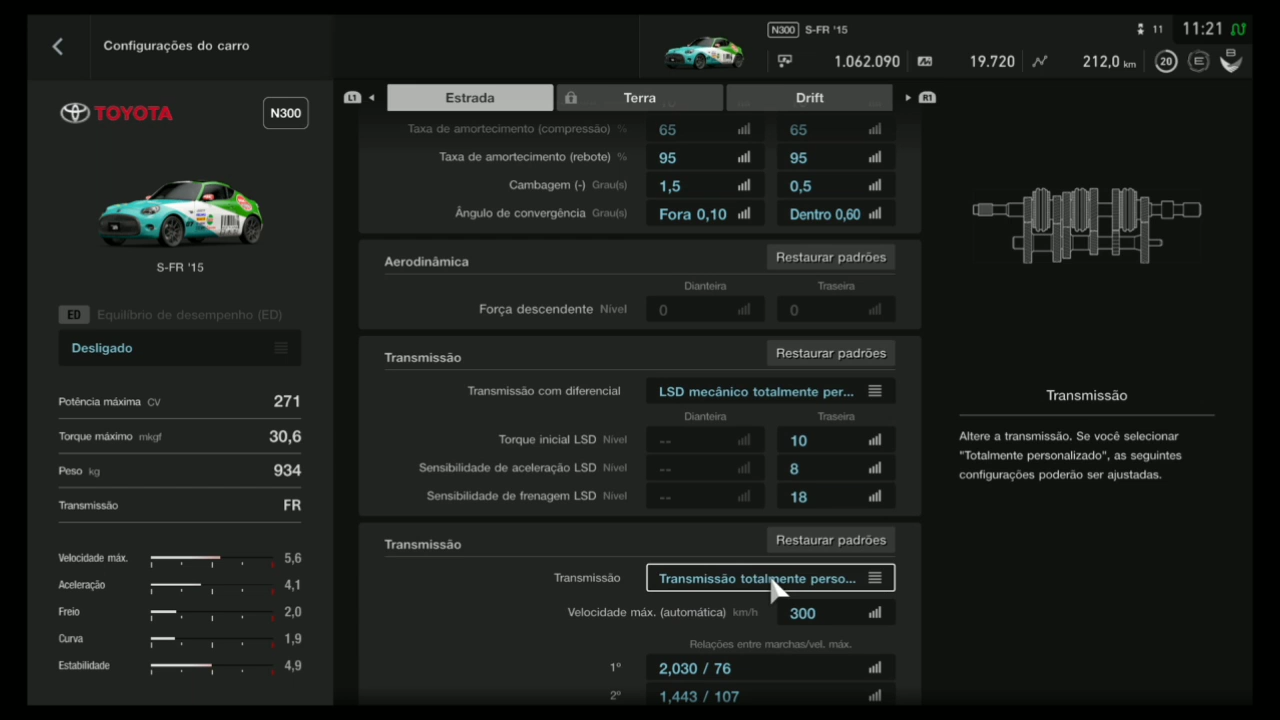 Configurações do carro
N300 S-FR '15
11
11:21
1.062.090
19.720
212,0 km
20
E
B
TOYOTA
N300
S-FR '15
ED Equilíbrio de desempenho (ED)
Desligado
Potência máxima CV 271
Torque máximo mkgf 30,6
Peso kg 934
Transmissão FR
Velocidade máx. 5,6
Aceleração 4,1
Freio 2,0
Curva 1,9
Estabilidade 4,9
L1 Estrada Terra Drift R1
Taxa de amortecimento (compressão) % 65 65
Taxa de amortecimento (rebote) % 95 95
Cambagem (-) Grau(s) 1,5 0,5
Ângulo de convergência Grau(s) Fora 0,10 Dentro 0,60
Aerodinâmica Restaurar padrões
Dianteira Traseira
Força descendente Nível 0 0
Transmissão Restaurar padrões
Transmissão com diferencial LSD mecânico totalmente per...
Dianteira Traseira
Torque inicial LSD Nível -- 10
Sensibilidade de aceleração LSD Nível -- 8
Sensibilidade de frenagem LSD Nível -- 18
Transmissão Restaurar padrões
Transmissão Transmissão totalmente perso...
Velocidade máx. (automática) km/h 300
Relações entre marchas/vel. máx.
1º 2,030 / 76
2º 1,443 / 107
Transmissão
Altere a transmissão. Se você selecionar
"Totalmente personalizado", as seguintes
configurações poderão ser ajustadas.